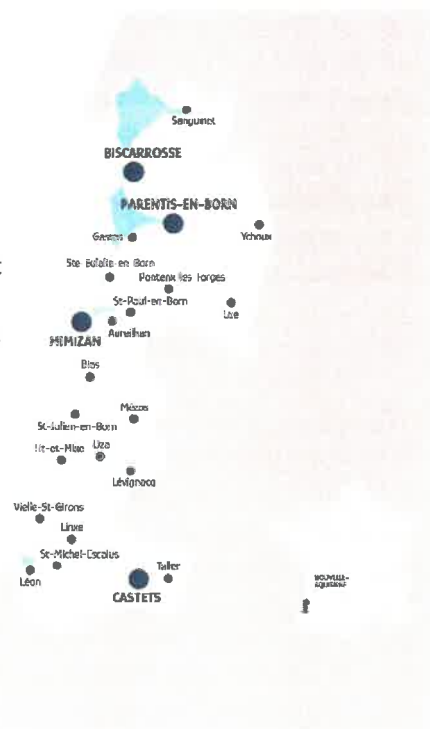 Sanguinet
BISCARROSSE
PARENTIS-EN-BORN
Gastes
Ychoux
Ste-Eulalie-en-Born
Pontenx-les-Forges
St-Paul-en-Born
Lüe
Aureilhan
MIMIZAN
Bias
Mézos
St-Julien-en-Born
Lit-et-Mixe
Uza
Lévignacq
Vielle-St-Girons
Linxe
St-Michel-Escalus
Léon
Taller
CASTETS
NOUVELLE-
AQUITAINE